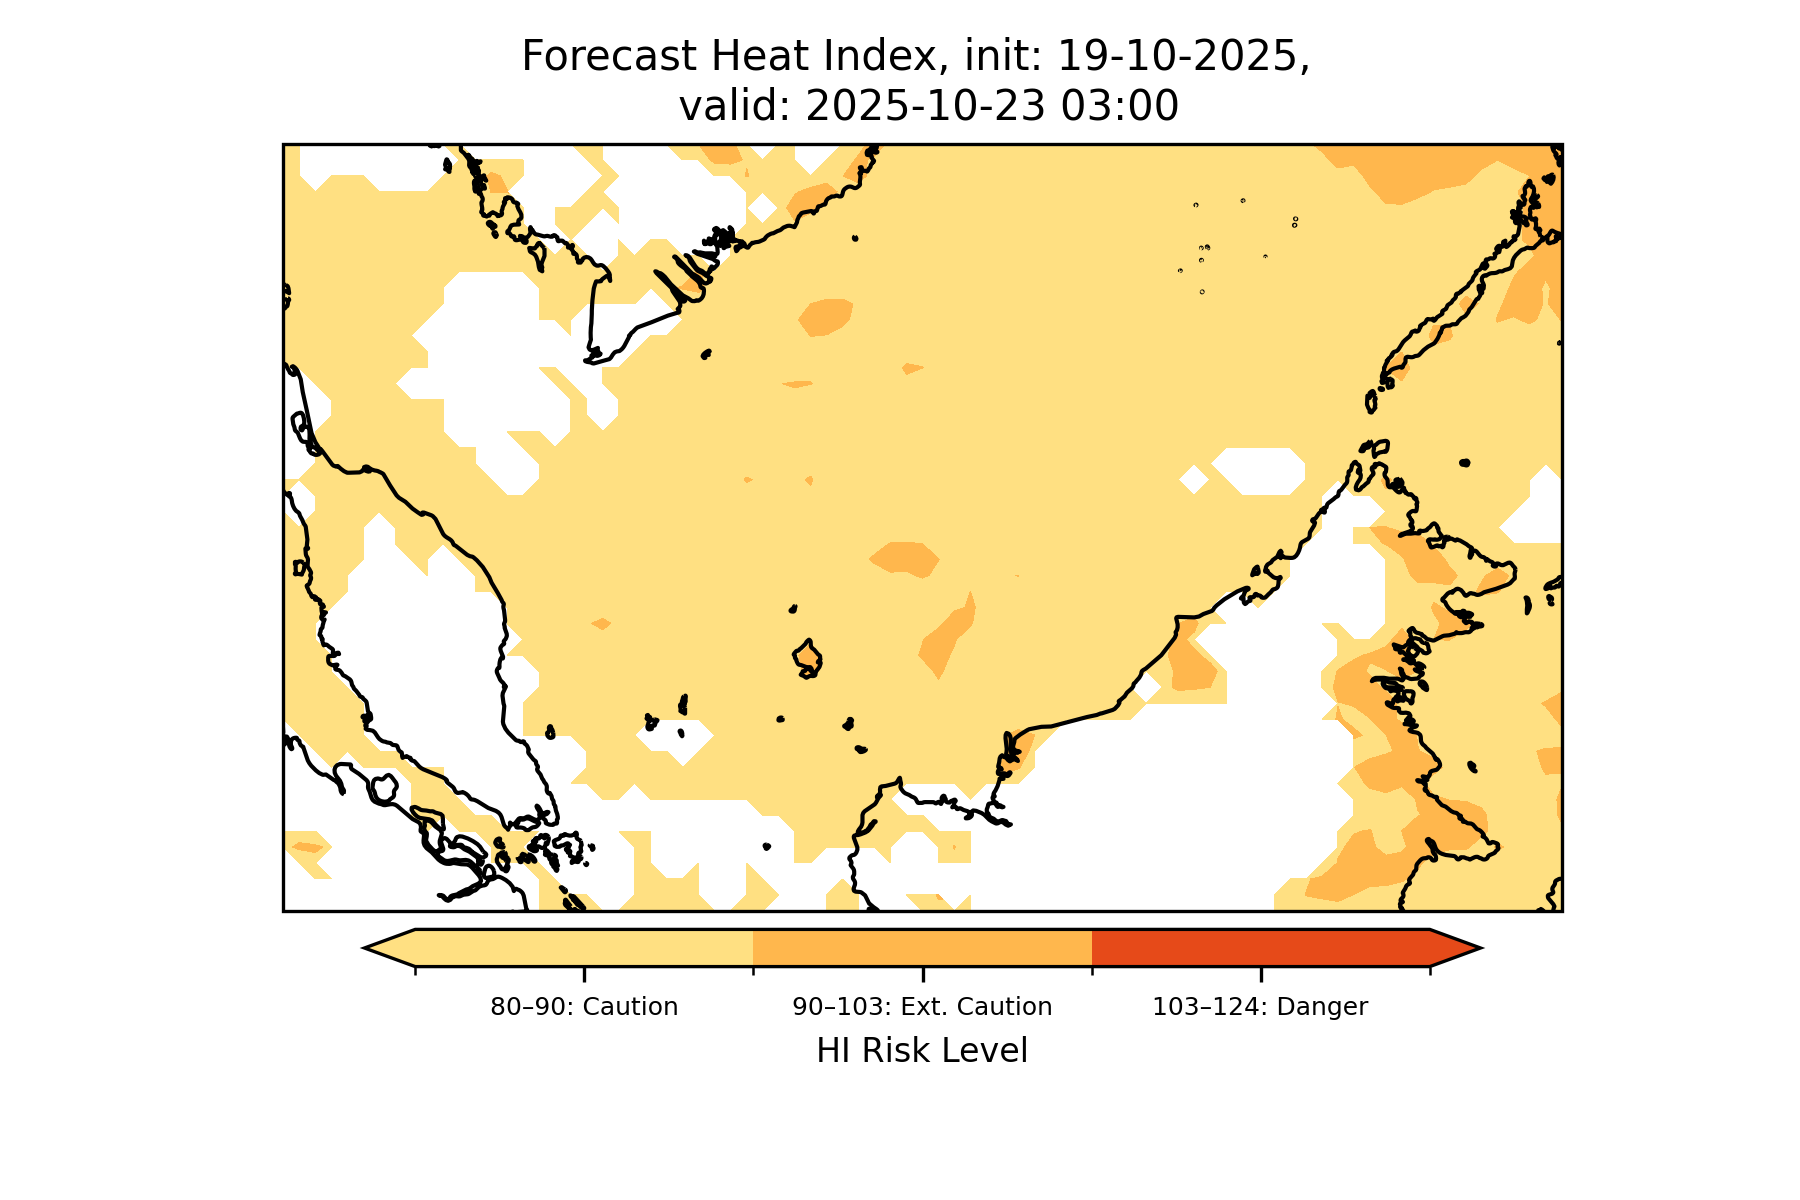 Forecast Heat Index, init: 19-10-2025,
valid: 2025-10-23 03:00
80–90: Caution
90–103: Ext. Caution
103–124: Danger
HI Risk Level